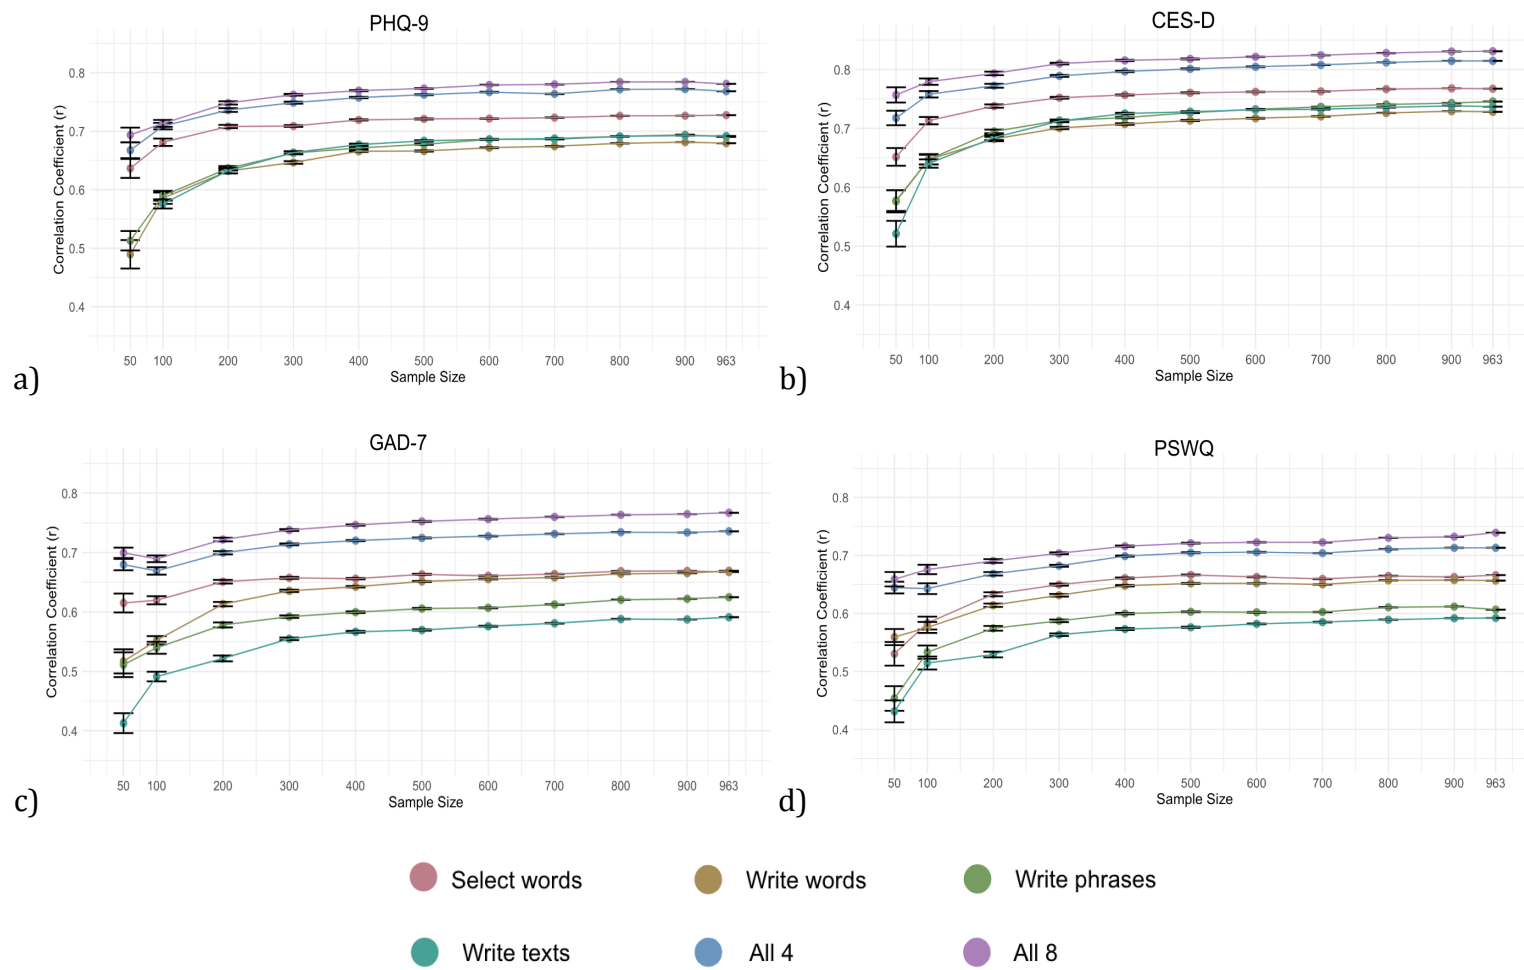 PHQ-9
0.8
0.7
0.6
0.5
0.4
Correlation Coefficient (r)
50 100 200 300 400 500 600 700 800 900 963
Sample Size
a)
CES-D
0.8
0.7
0.6
0.5
0.4
Correlation Coefficient (r)
50 100 200 300 400 500 600 700 800 900 963
Sample Size
b)
GAD-7
0.8
0.7
0.6
0.5
0.4
Correlation Coefficient (r)
50 100 200 300 400 500 600 700 800 900 963
Sample Size
c)
PSWQ
0.8
0.7
0.6
0.5
0.4
Correlation Coefficient (r)
50 100 200 300 400 500 600 700 800 900 963
Sample Size
d)
Select words Write words Write phrases
Write texts All 4 All 8